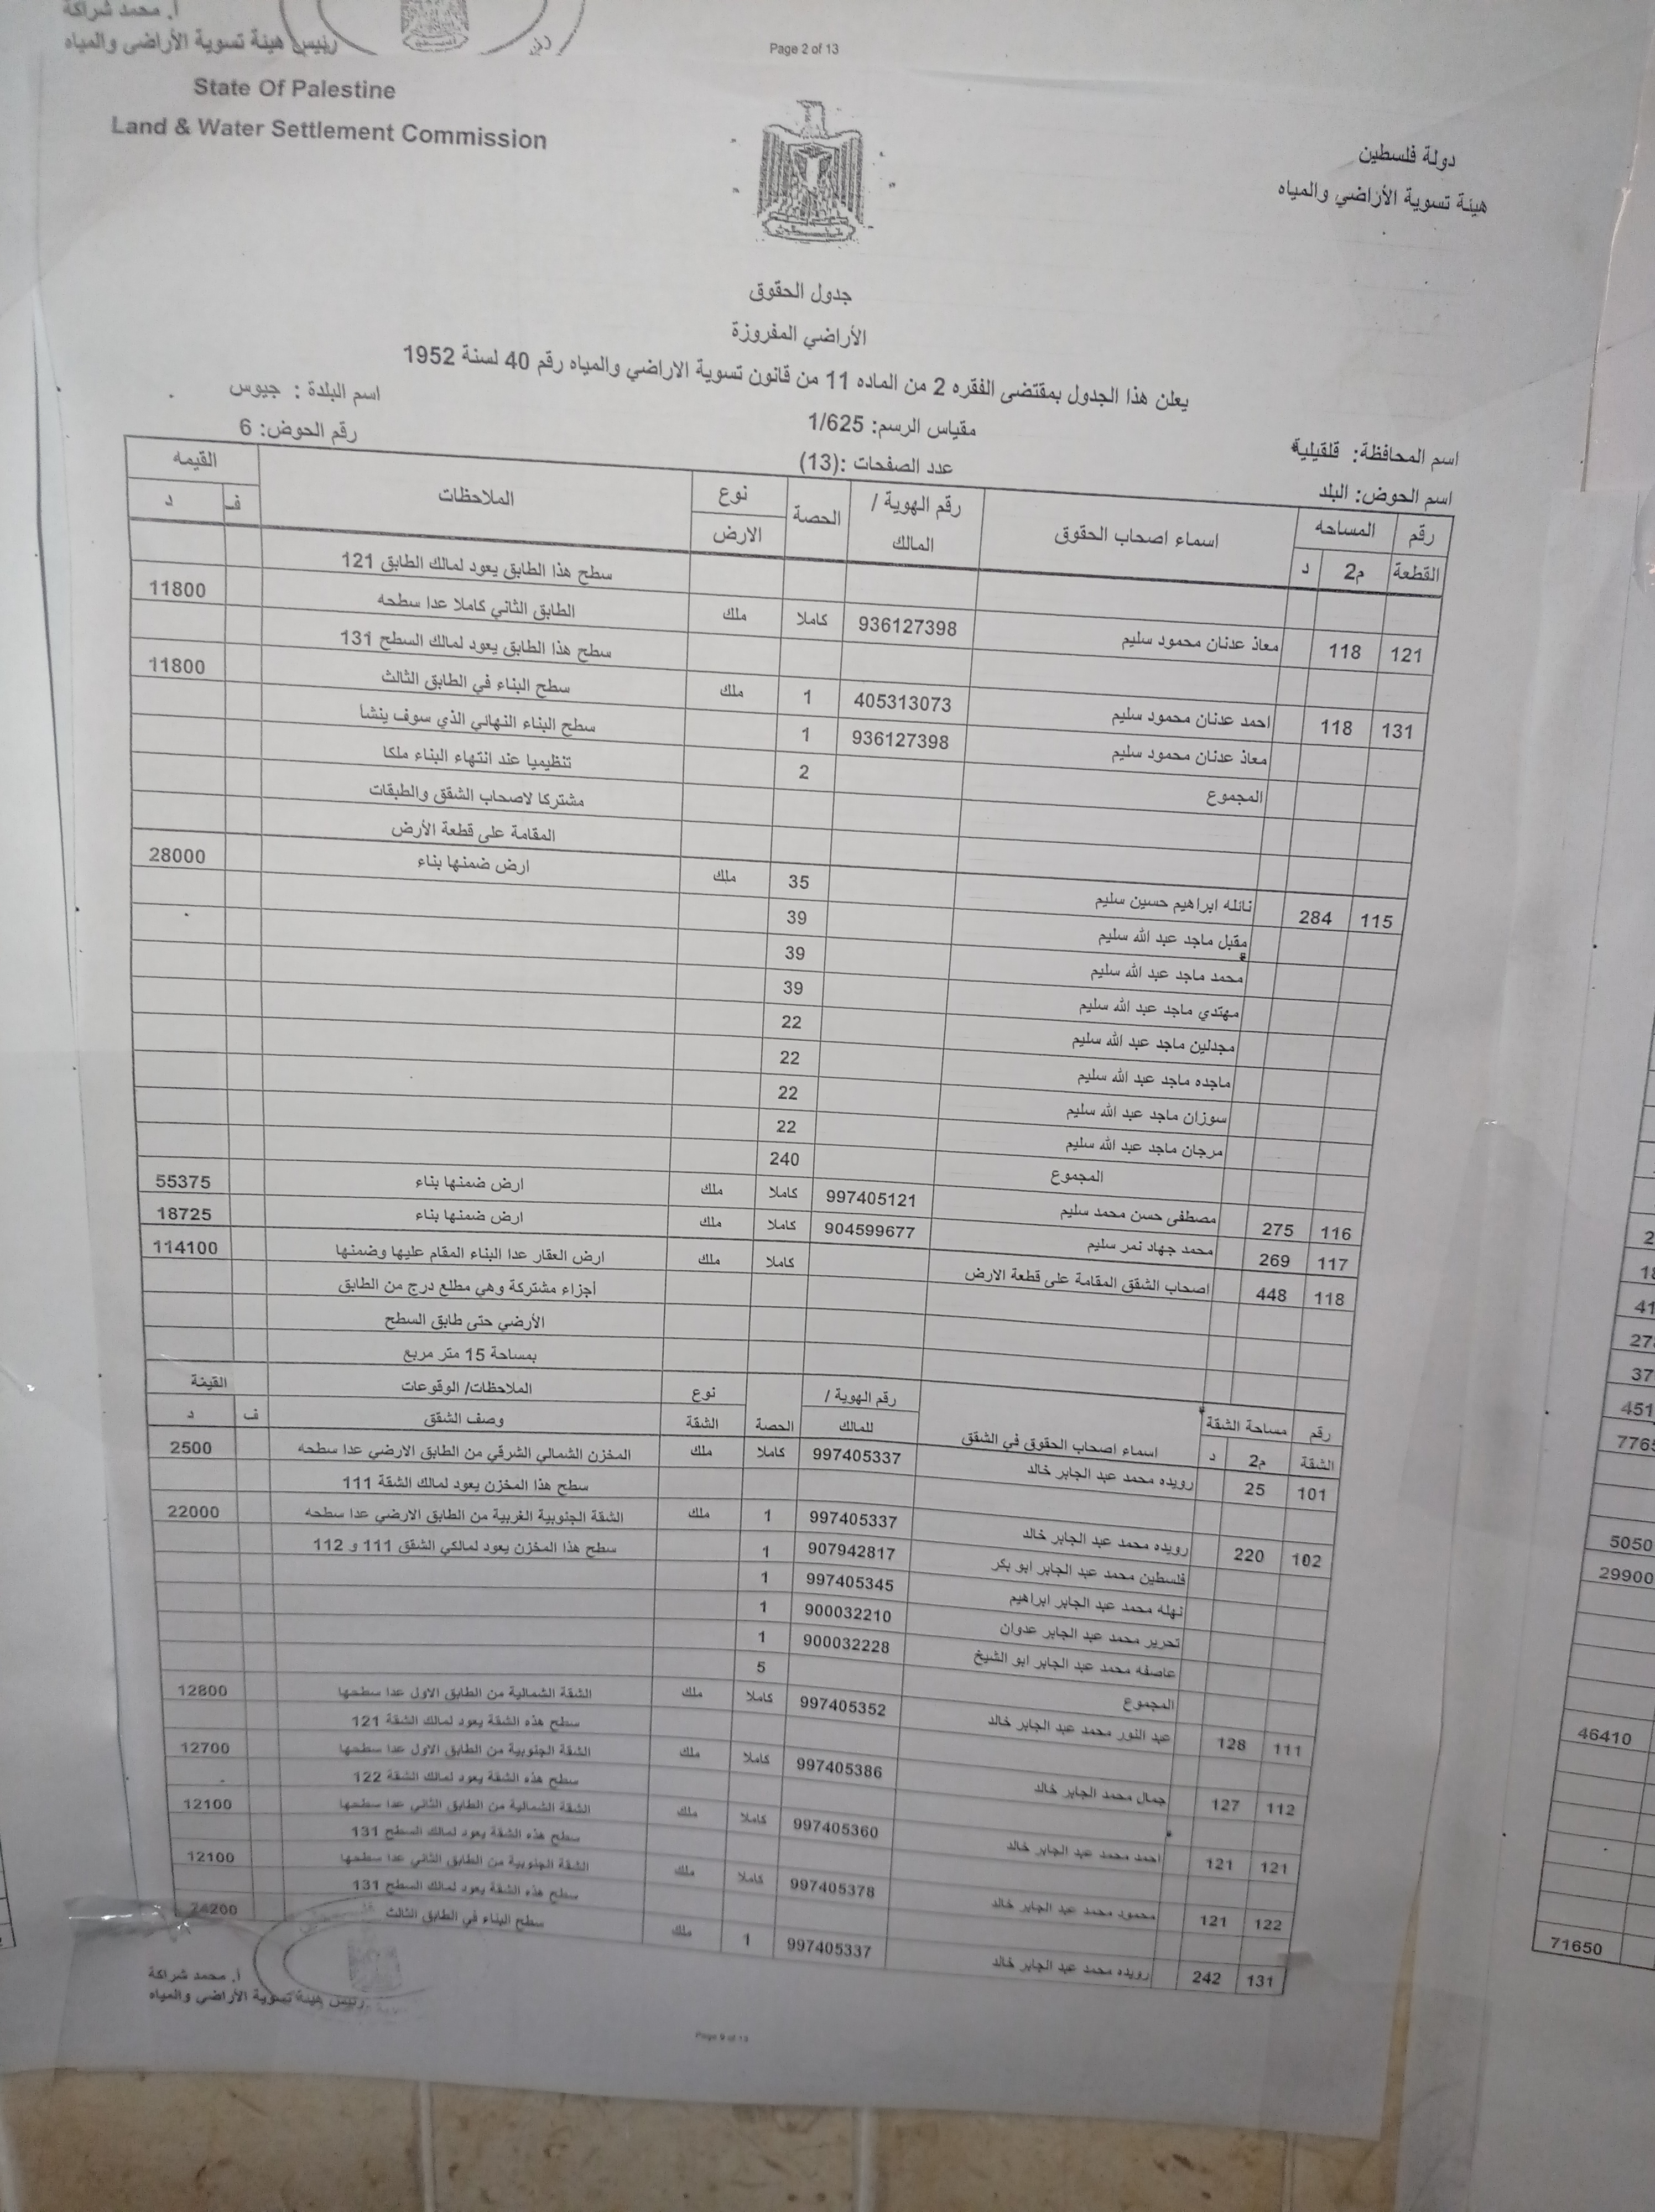 أ. محمد شراكة
رئيس هيئة تسوية الأراضي والمياه
Page 2 of 13
State Of Palestine
Land & Water Settlement Commission
دولة فلسطين
هيئة تسوية الأراضي والمياه
جدول الحقوق
الأراضي المفروزة
يعلن هذا الجدول بمقتضى الفقره 2 من الماده 11 من قانون تسوية الاراضي والمياه رقم 40 لسنة 1952
اسم المحافظة: قلقيلية مقياس الرسم: 1/625 اسم البلدة : جيوس
اسم الحوض: البلد عدد الصفحات :(13) رقم الحوض: 6
رقم القطعة المساحه م2 د اسماء اصحاب الحقوق رقم الهوية / المالك الحصة نوع الارض الملاحظات القيمه ف د
سطح هذا الطابق يعود لمالك الطابق 121
121 118 معاذ عدنان محمود سليم 936127398 كاملا ملك الطابق الثاني كاملا عدا سطحه 11800
سطح هذا الطابق يعود لمالك السطح 131
131 118 احمد عدنان محمود سليم 405313073 1 ملك سطح البناء في الطابق الثالث 11800
معاذ عدنان محمود سليم 936127398 1 سطح البناء النهائي الذي سوف ينشأ
المجموع 2 تنظيميا عند انتهاء البناء ملكا
مشتركا لاصحاب الشقق والطبقات
المقامة على قطعة الأرض
115 284 نائله ابراهيم حسين سليم 35 ملك ارض ضمنها بناء 28000
مقبل ماجد عبد الله سليم 39
محمد ماجد عبد الله سليم 39
مهتدي ماجد عبد الله سليم 39
مجدلين ماجد عبد الله سليم 22
ماجده ماجد عبد الله سليم 22
سوزان ماجد عبد الله سليم 22
مرجان ماجد عبد الله سليم 22
المجموع 240
116 275 مصطفى حسن محمد سليم 997405121 كاملا ملك ارض ضمنها بناء 55375
117 269 محمد جهاد نمر سليم 904599677 كاملا ملك ارض ضمنها بناء 18725
118 448 اصحاب الشقق المقامة على قطعة الارض كاملا ملك ارض العقار عدا البناء المقام عليها وضمنها 114100
أجزاء مشتركة وهي مطلع درج من الطابق
الأرضي حتى طابق السطح
بمساحة 15 متر مربع
رقم الشقة مساحة الشقة م2 د اسماء اصحاب الحقوق في الشقق رقم الهوية / للمالك الحصة نوع الشقة الملاحظات/ الوقوعات وصف الشقق القيمة ف د
101 25 رويده محمد عبد الجابر خالد 997405337 كاملا ملك المخزن الشمالي الشرقي من الطابق الارضي عدا سطحه 2500
سطح هذا المخزن يعود لمالك الشقة 111
102 220 رويده محمد عبد الجابر خالد 997405337 1 ملك الشقة الجنوبية الغربية من الطابق الارضي عدا سطحه 22000
فلسطين محمد عبد الجابر ابو بكر 907942817 1 سطح هذا المخزن يعود لمالكي الشقق 111 و 112
نهله محمد عبد الجابر ابراهيم 997405345 1
تحرير محمد عبد الجابر عدوان 900032210 1
عاصفه محمد عبد الجابر ابو الشيخ 900032228 1
المجموع 5
111 128 عبد النور محمد عبد الجابر خالد 997405352 كاملا ملك الشقة الشمالية من الطابق الاول عدا سطحها 12800
سطح هذه الشقة يعود لمالك الشقة 121
112 127 جمال محمد الجابر خالد 997405386 كاملا ملك الشقة الجنوبية من الطابق الاول عدا سطحها 12700
سطح هذه الشقة يعود لمالك الشقة 122
121 121 احمد محمد عبد الجابر خالد 997405360 كاملا ملك الشقة الشمالية من الطابق الثاني عدا سطحها 12100
سطح هذه الشقة يعود لمالك السطح 131
122 121 محمود محمد عبد الجابر خالد 997405378 كاملا ملك الشقة الجنوبية من الطابق الثاني عدا سطحها 12100
سطح هذه الشقة يعود لمالك السطح 131
131 242 رويده محمد عبد الجابر خالد 997405337 1 ملك سطح البناء في الطابق الثالث 24200
أ. محمد شراكة
رئيس هيئة تسوية الأراضي والمياه
Page 9 of 13
5050
29900
46410
71650